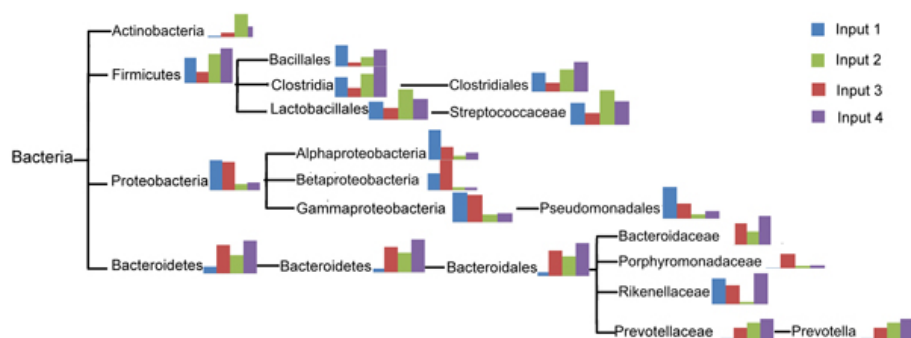 Actinobacteria
Input 1
Bacillales
Input 2
Firmicutes
Clostridia
Clostridiales
Input 3
Lactobacillales
Streptococcaceae
Input 4
Bacteria
Alphaproteobacteria
Proteobacteria
Betaproteobacteria
Gammaproteobacteria
Pseudomonadales
Bacteroidaceae
Bacteroidetes
Bacteroidetes
Bacteroidales
Porphyromonadaceae
Rikenellaceae
Prevotellaceae
Prevotella